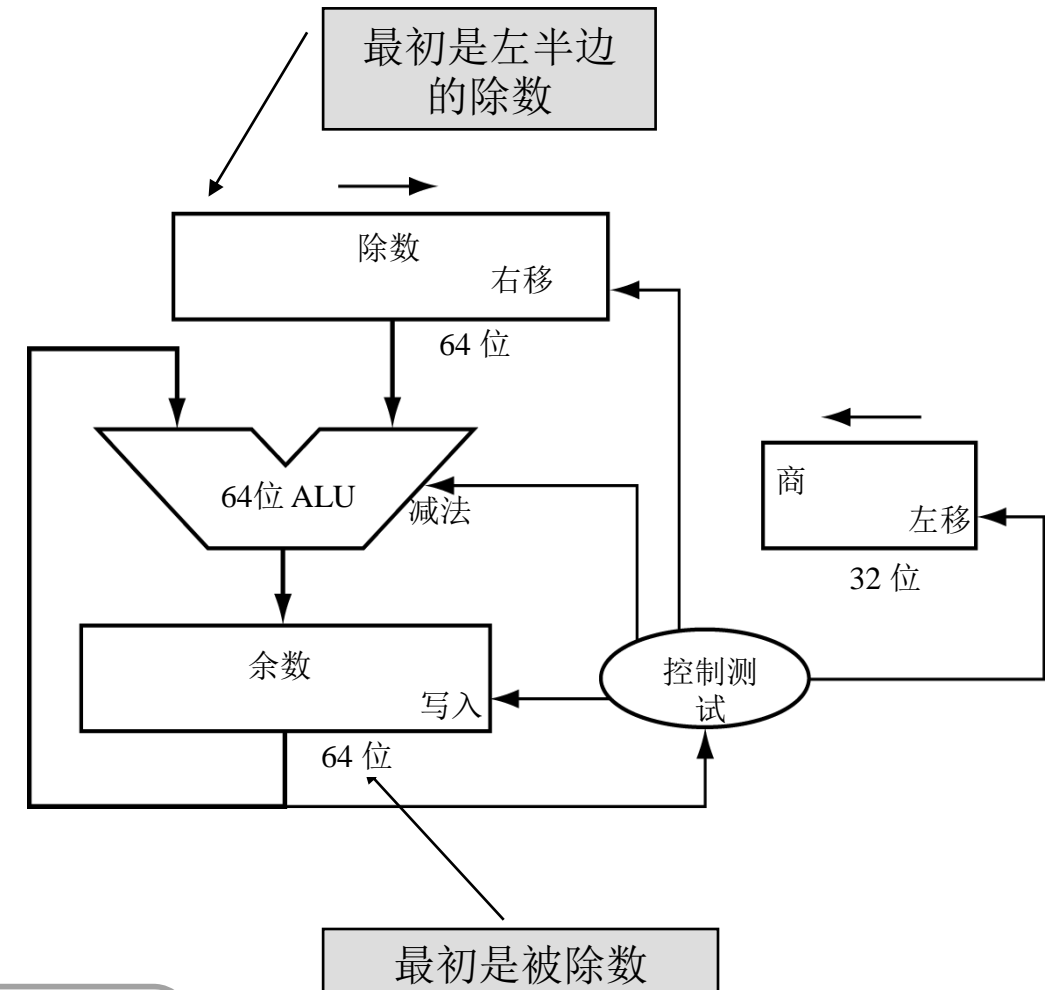 最初是左半边
的除数
除数
右移
64 位
64位 ALU
减法
商
左移
32 位
余数
写入
控制测
试
64 位
最初是被除数